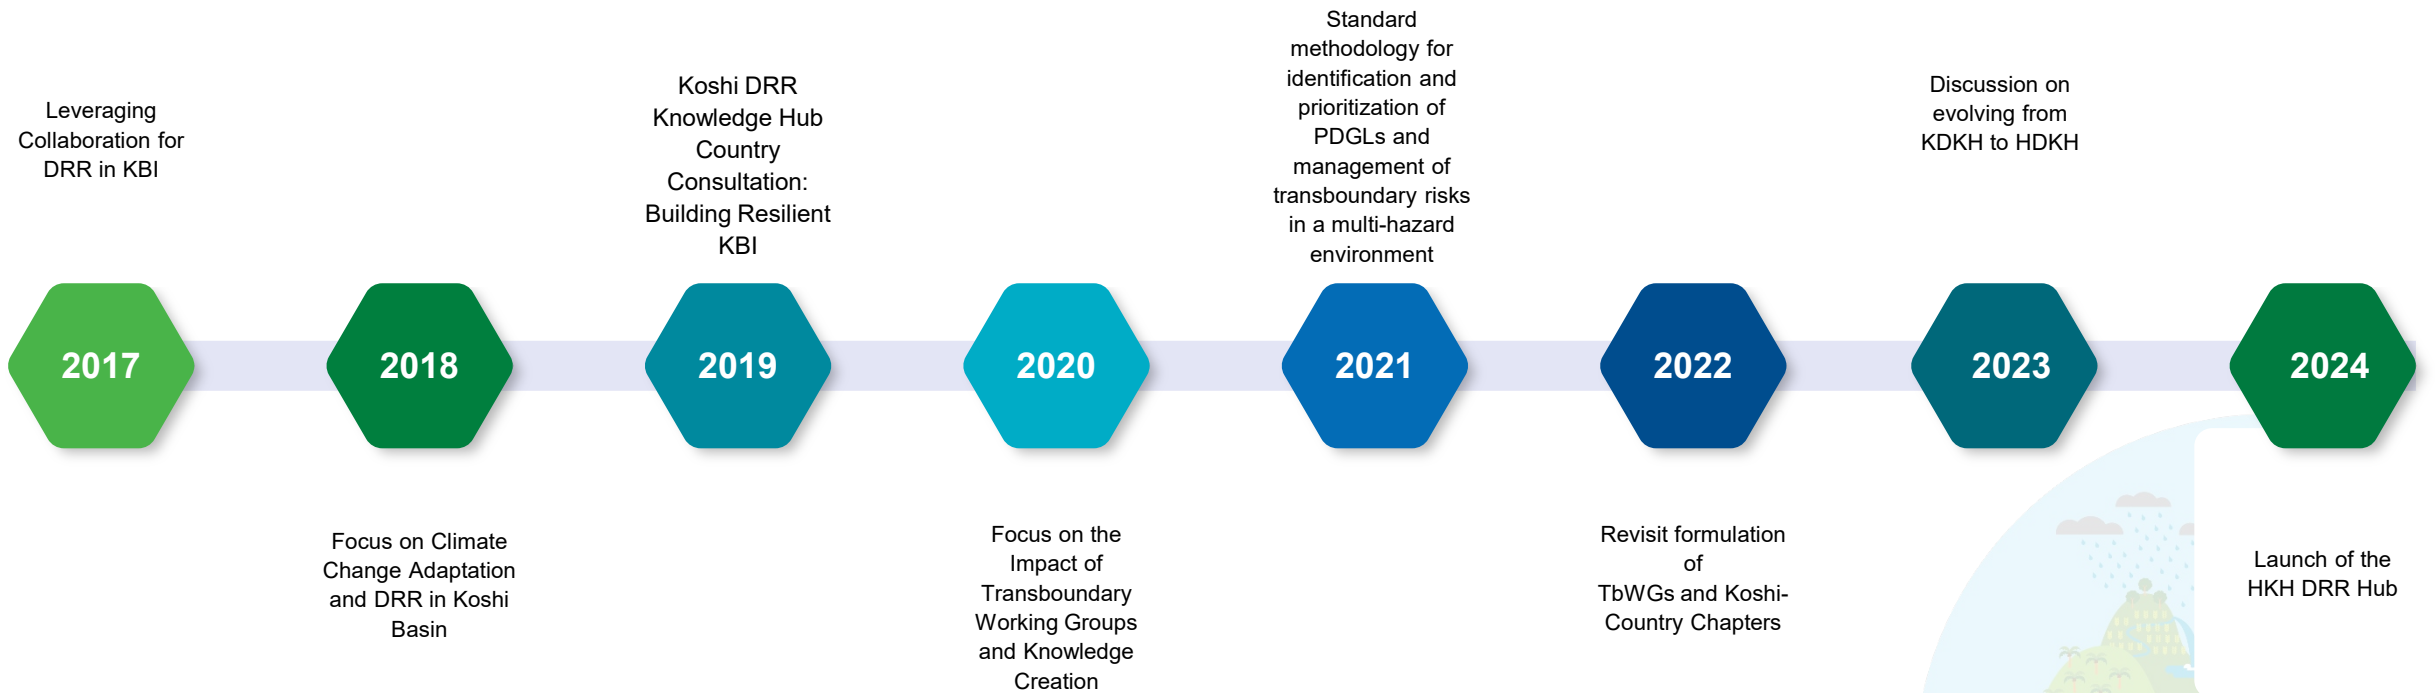 Leveraging
Collaboration for
DRR in KBI
2017
2018
Focus on Climate
Change Adaptation
and DRR in Koshi
Basin
Koshi DRR
Knowledge Hub
Country
Consultation:
Building Resilient
KBI
2019
2020
Focus on the
Impact of
Transboundary
Working Groups
and Knowledge
Creation
Standard
methodology for
identification and
prioritization of
PDGLs and
management of
transboundary risks
in a multi-hazard
environment
2021
2022
Revisit formulation
of
TbWGs and Koshi-
Country Chapters
Discussion on
evolving from
KDKH to HDKH
2023
2024
Launch of the
HKH DRR Hub